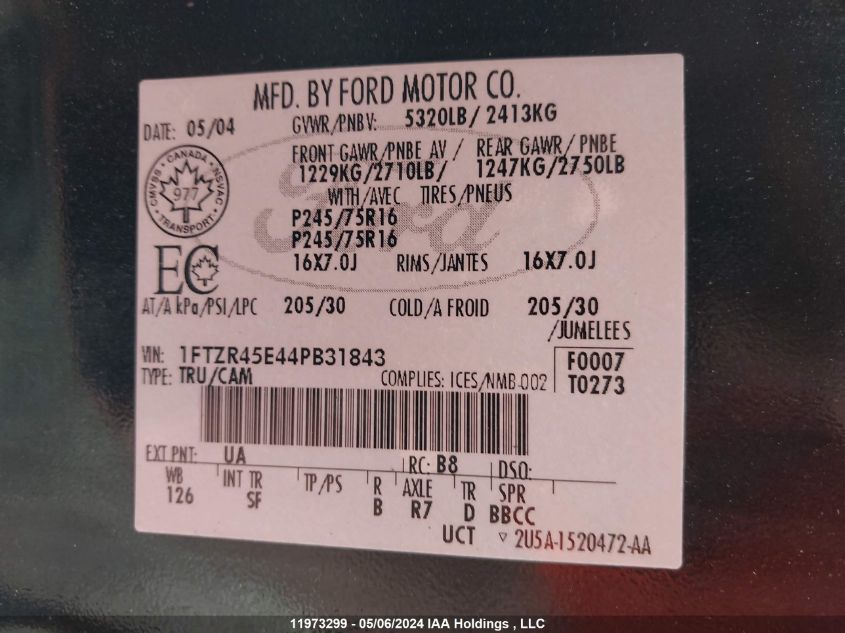 MFD. BY FORD MOTOR CO.
DATE: 05/04 GVWR/PNBV: 5320LB/ 2413KG
FRONT GAWR/PNBE AV / REAR GAWR/ PNBE
1229KG/2710LB/ 1247KG/2750LB
WITH/AVEC TIRES/PNEUS
P245/75R16
P245/75R16
16X7.0J RIMS/JANTES 16X7.0J
CANADA
CMVSS NSVAC
977
TRANSPORT
Ford
EC
AT/A kPa/PSI/LPC 205/30 COLD/A FROID 205/30
/JUMELEES
VIN: 1FTZR45E44PB31843 F0007
TYPE: TRU/CAM COMPLIES: ICES/NMB-002 T0273
EXT PNT: UA RC: B8 DSO:
WB INT TR TP/PS R AXLE TR SPR
126 SF B R7 D BBCC
UCT ▽ 2U5A-1520472-AA
11973299 - 05/06/2024 IAA Holdings , LLC